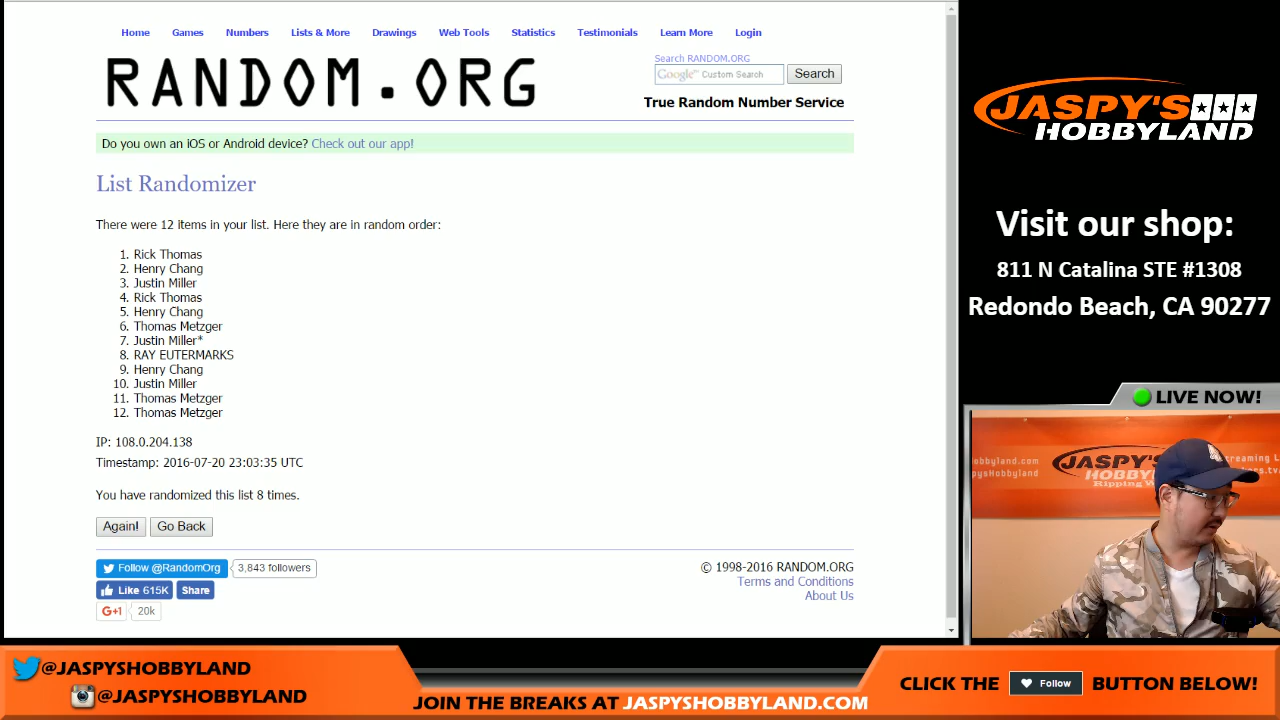 Home Games Numbers Lists & More Drawings Web Tools Statistics Testimonials Learn More Login
RANDOM.ORG
Search RANDOM.ORG
Google™ Custom Search
Search
True Random Number Service
Do you own an iOS or Android device? Check out our app!
List Randomizer
There were 12 items in your list. Here they are in random order:
1. Rick Thomas
2. Henry Chang
3. Justin Miller
4. Rick Thomas
5. Henry Chang
6. Thomas Metzger
7. Justin Miller*
8. RAY EUTERMARKS
9. Henry Chang
10. Justin Miller
11. Thomas Metzger
12. Thomas Metzger
IP: 108.0.204.138
Timestamp: 2016-07-20 23:03:35 UTC
You have randomized this list 8 times.
Again! Go Back
Follow @RandomOrg 3,843 followers
Like 615K Share
G+1 20k
© 1998-2016 RANDOM.ORG
Terms and Conditions
About Us
JASPY'S
HOBBYLAND
Visit our shop:
811 N Catalina STE #1308
Redondo Beach, CA 90277
LIVE NOW!
JASPY'S
HOBBYLAND
@JASPYSHOBBYLAND
@JASPYSHOBBYLAND
JOIN THE BREAKS AT JASPYSHOBBYLAND.COM
CLICK THE Follow BUTTON BELOW!